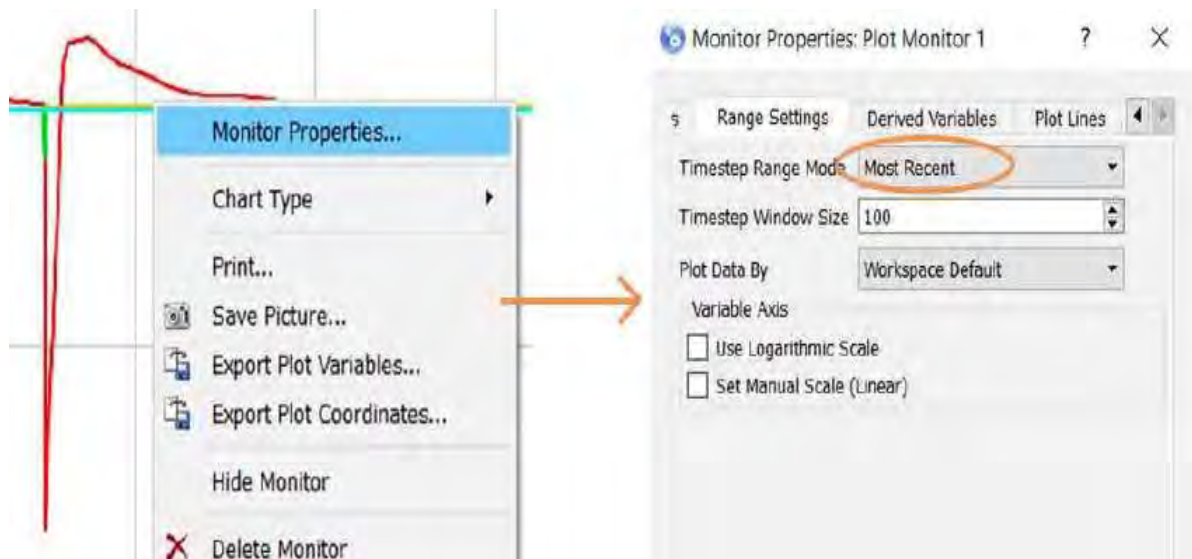 Monitor Properties...
Chart Type
Print...
Save Picture...
Export Plot Variables...
Export Plot Coordinates...
Hide Monitor
Delete Monitor
Monitor Properties: Plot Monitor 1 ? X
s Range Settings Derived Variables Plot Lines
Timestep Range Mode Most Recent
Timestep Window Size 100
Plot Data By Workspace Default
Variable Axis
Use Logarithmic Scale
Set Manual Scale (Linear)